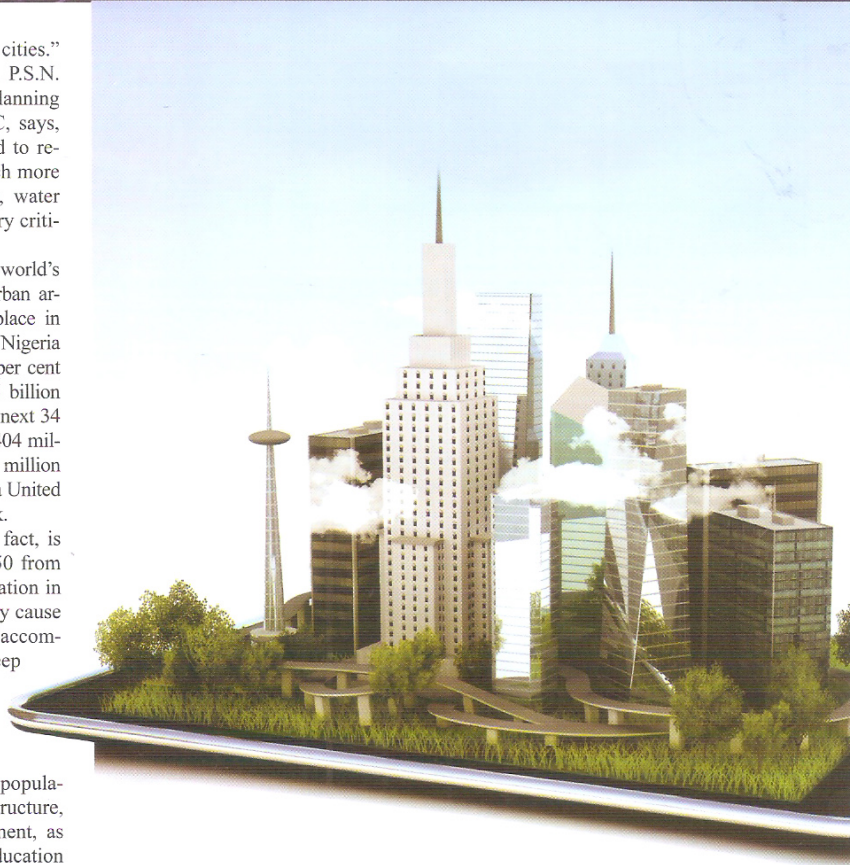 cities.”
P.S.N.
lanning
C, says,
d to re-
h more
, water
ry criti-
world's
rban ar-
place in
Nigeria
per cent
billion
next 34
04 mil-
million
n United
k.
fact, is
50 from
ation in
y cause
accom-
eep
popula-
ructure,
ment, as
ducation